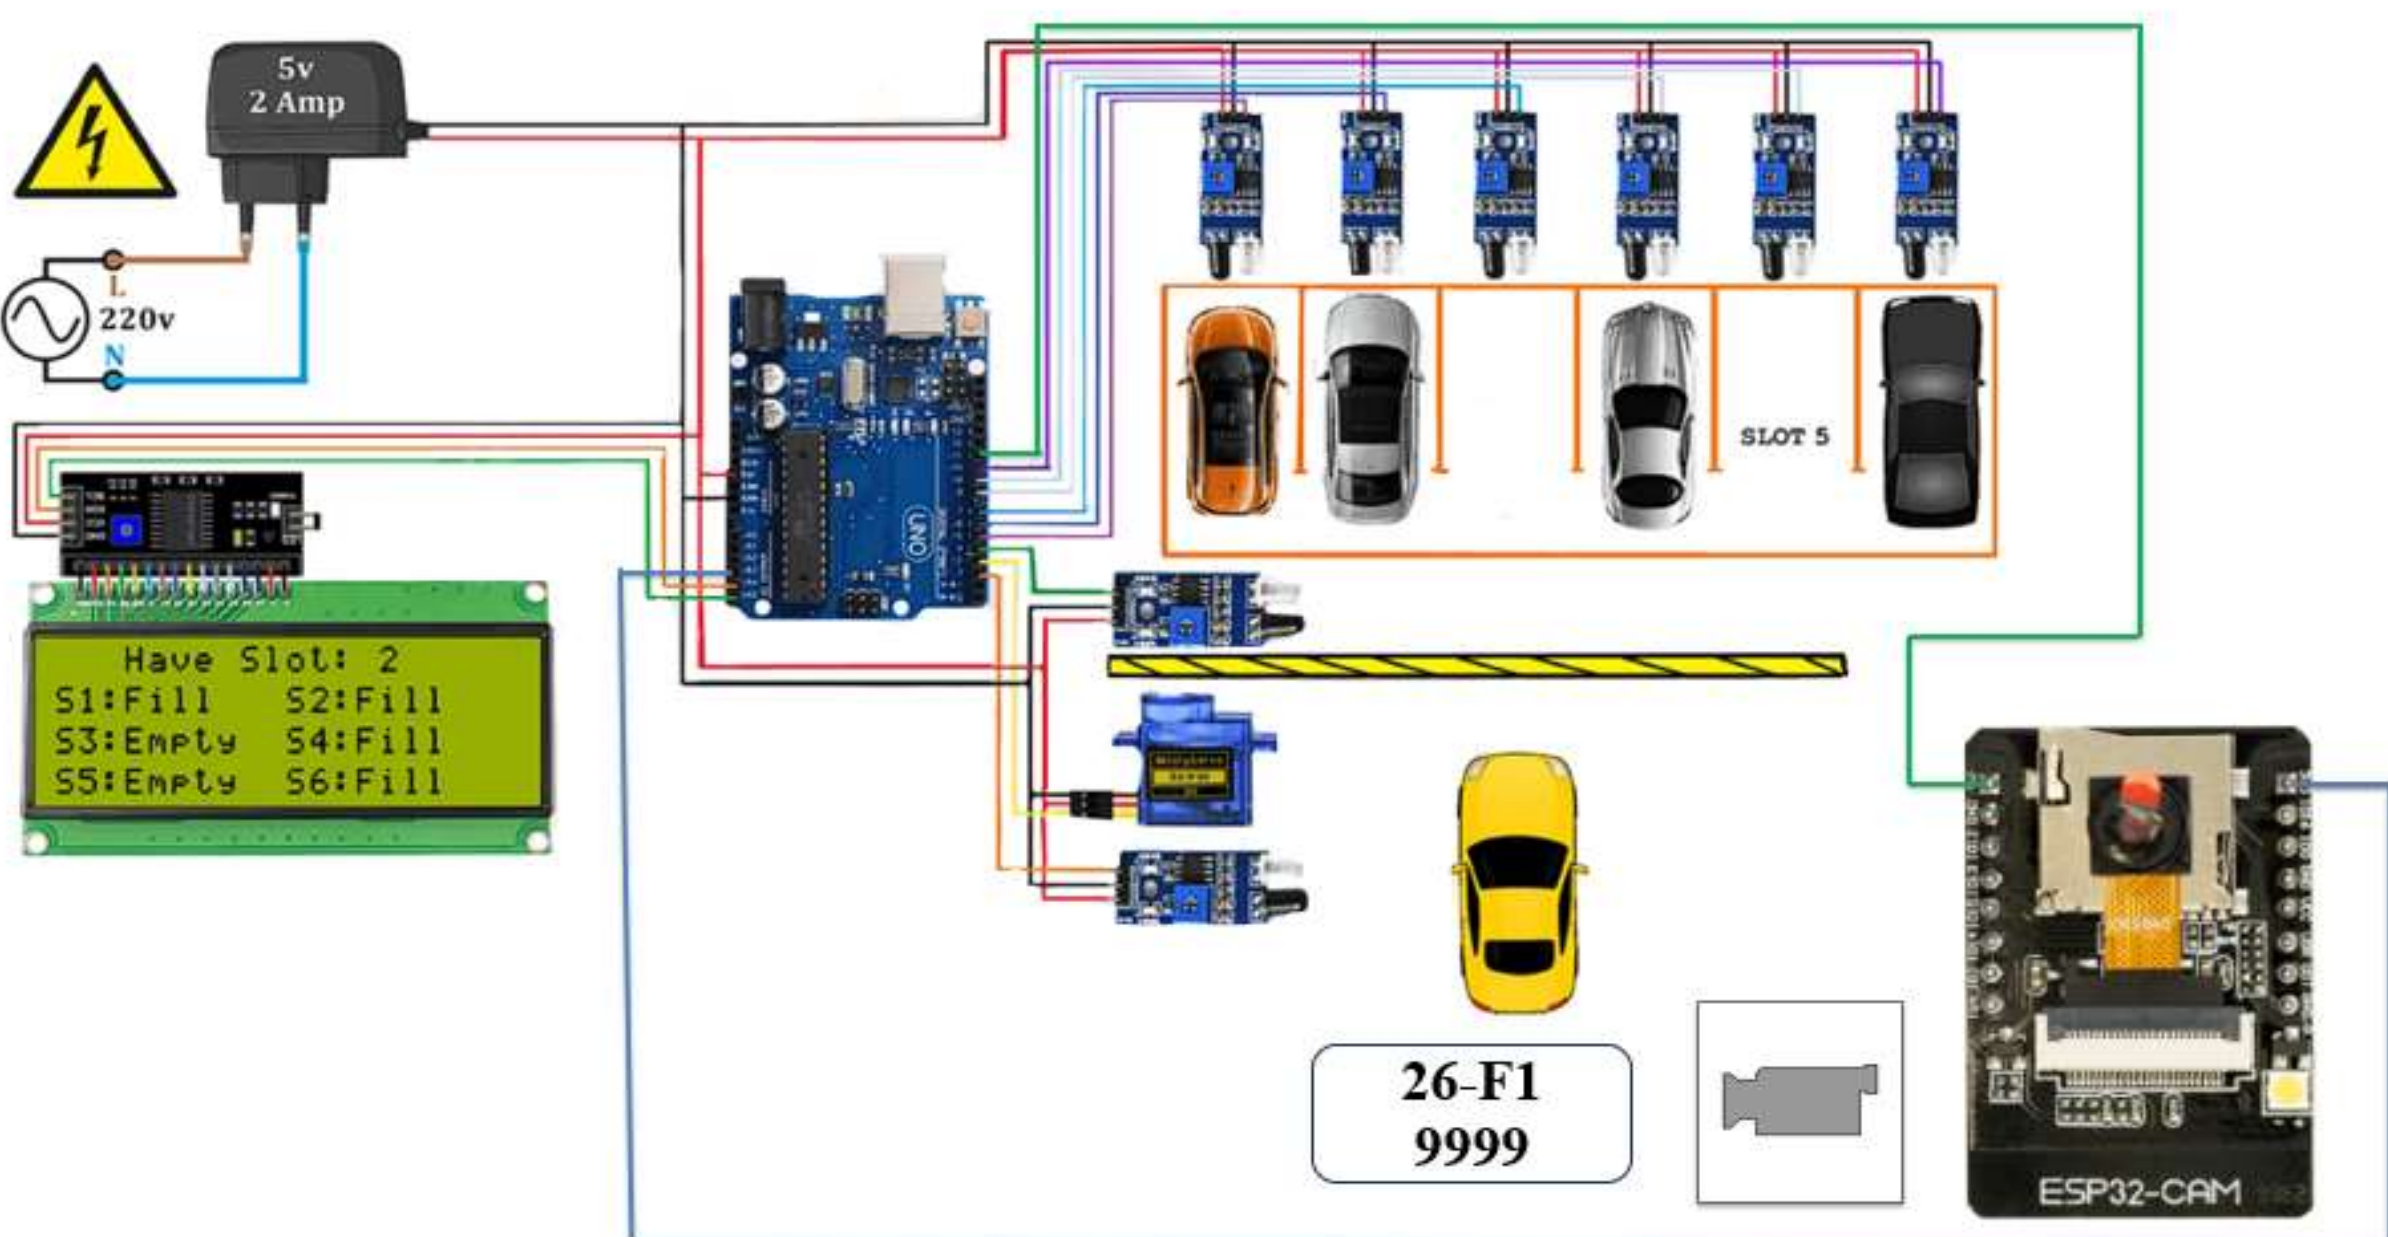 5v
2 Amp
L
220v
N
UNO
SLOT 5
Have Slot: 2
S1:Fill S2:Fill
S3:Empty S4:Fill
S5:Empty S6:Fill
26-F1
9999
ESP32-CAM